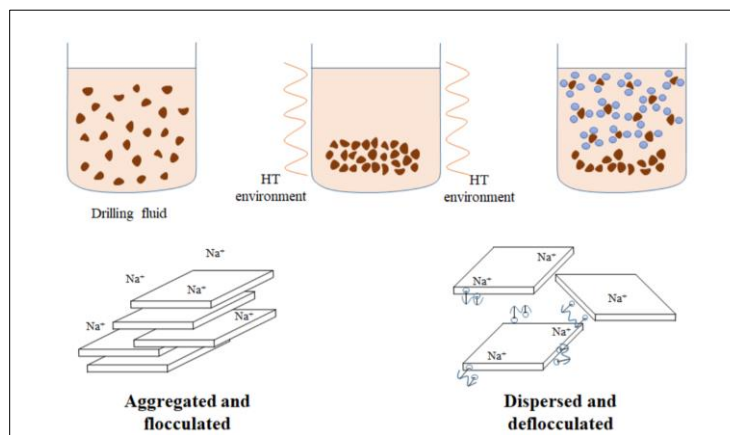 HT
environment
HT
environment
Drilling fluid
Na⁺
Na⁺
Na⁺
Na⁺
Na⁺
Aggregated and
flocculated
Na⁺
Na⁺
Na⁺
Na⁺
Na⁺
Dispersed and
deflocculated